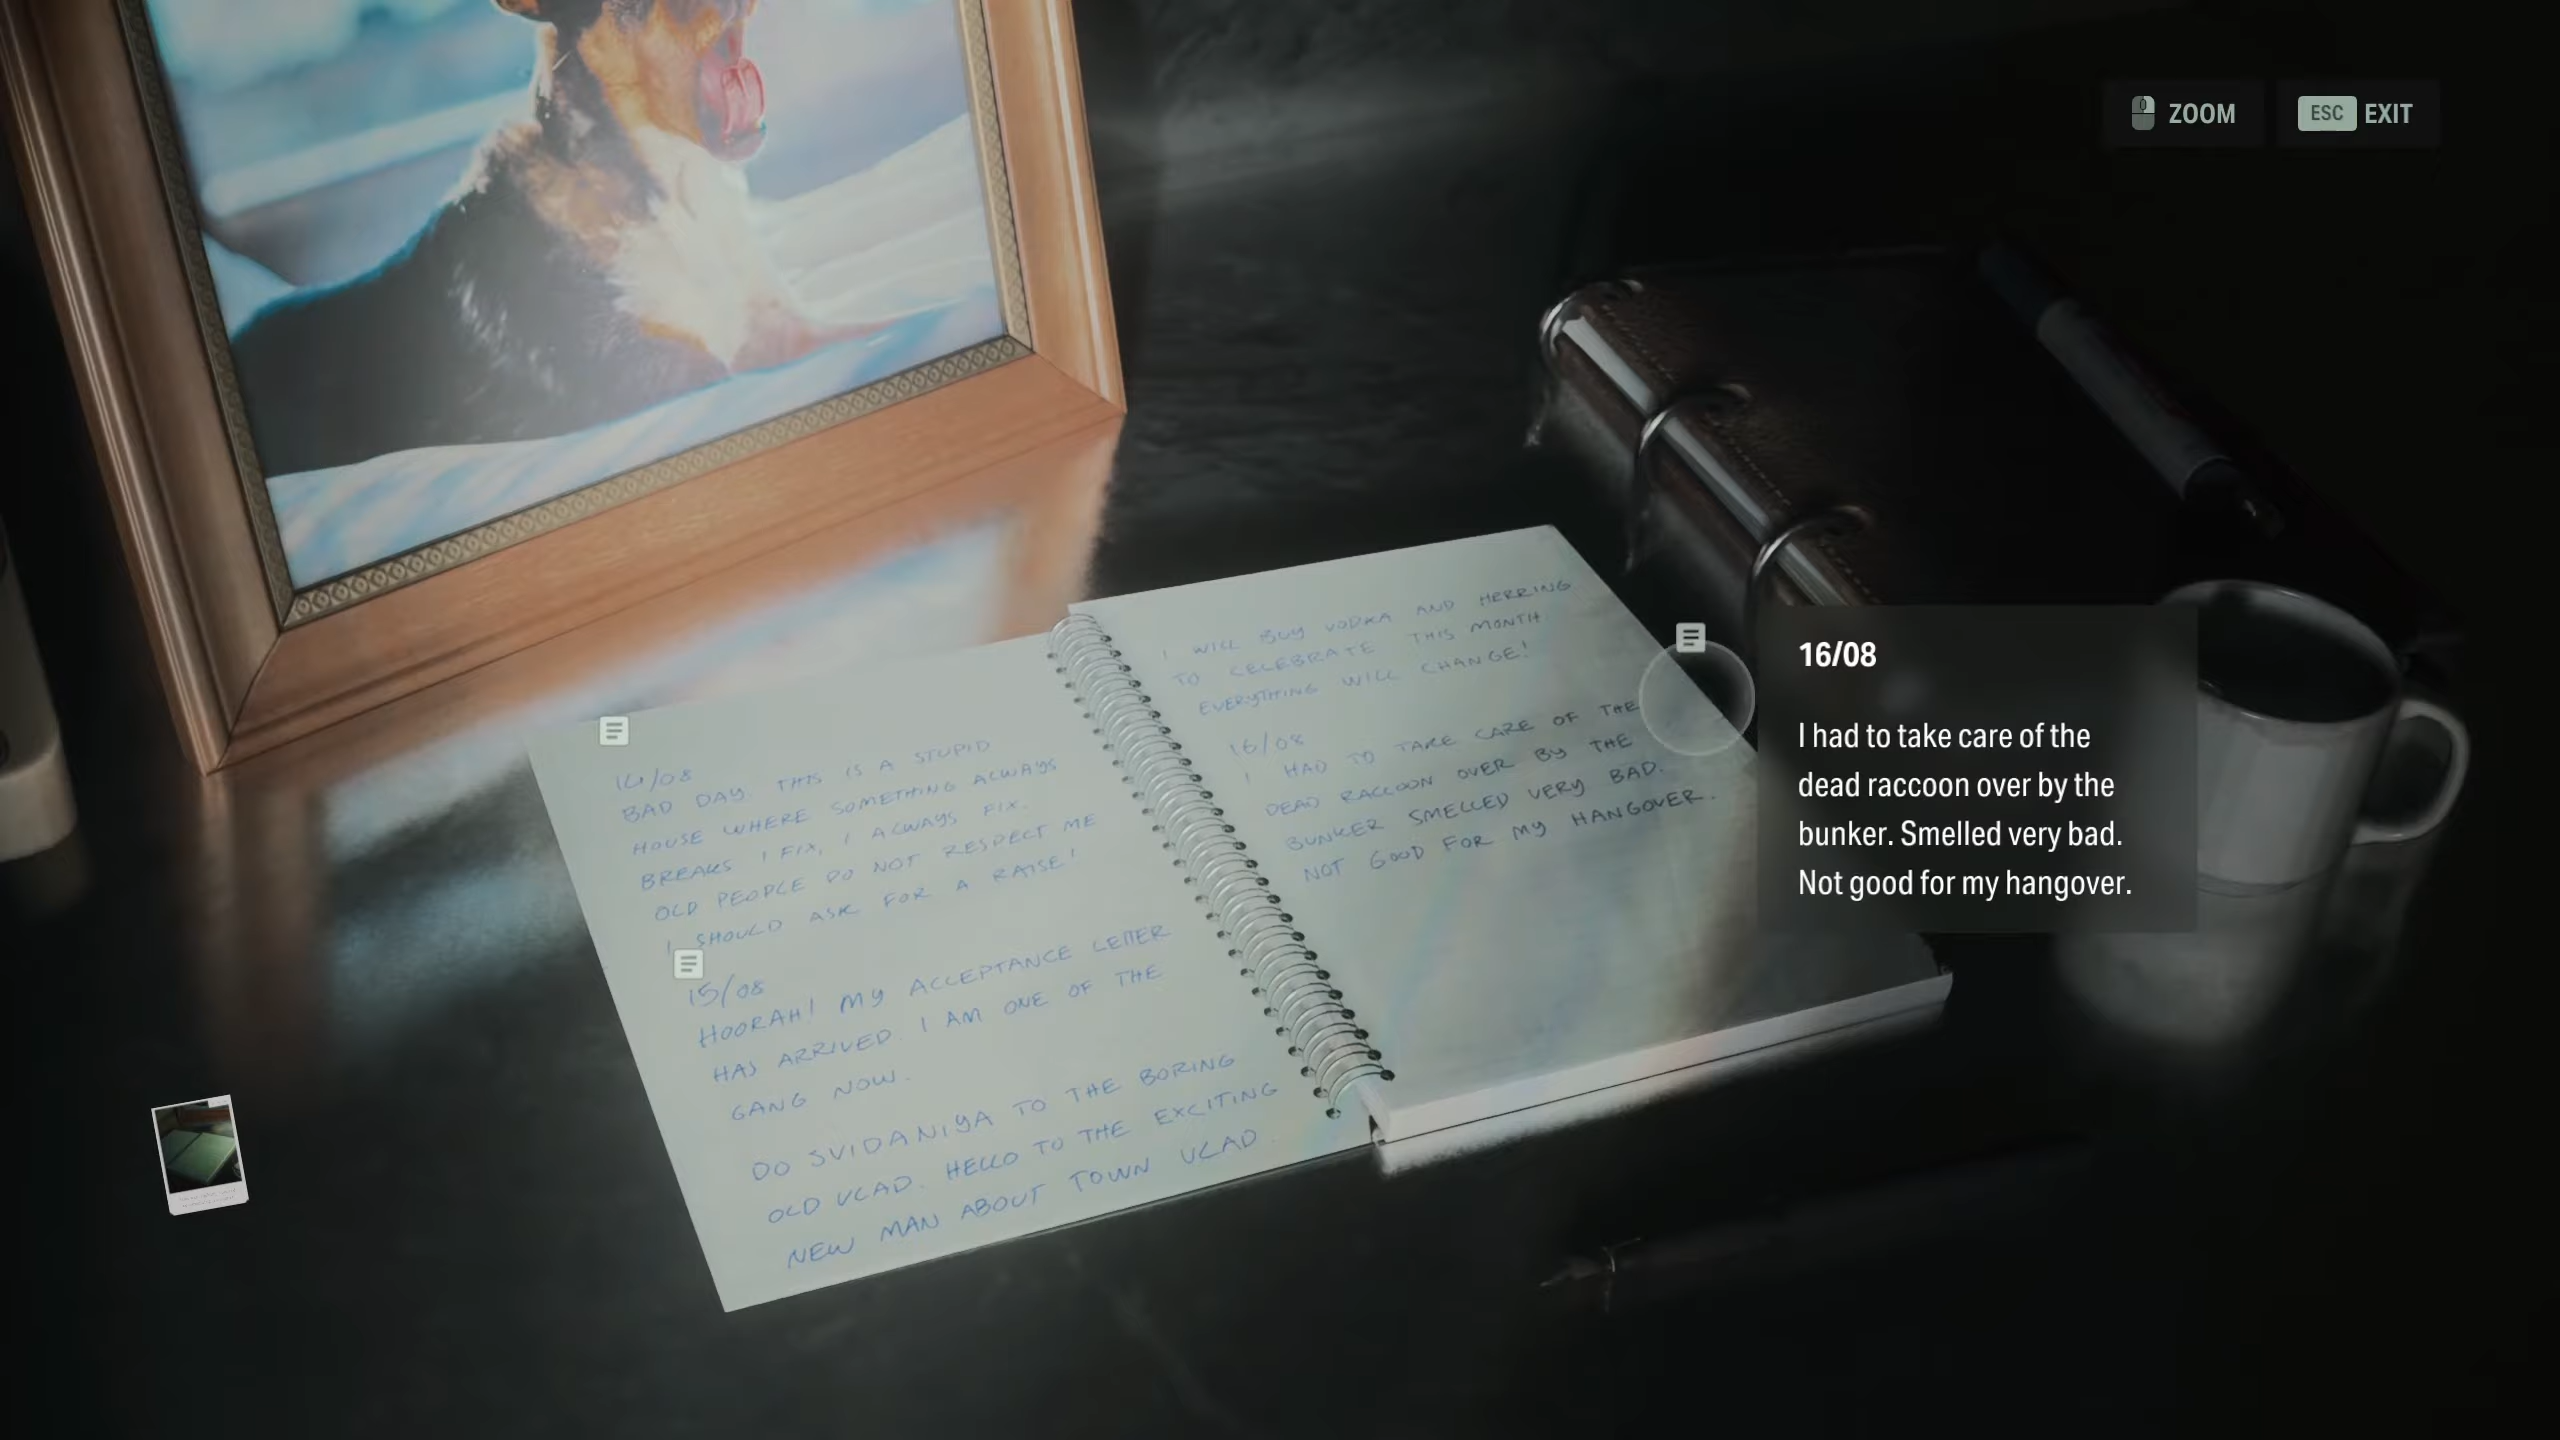 ZOOM
ESC EXIT
14/08
BAD DAY. THIS IS A STUPID
HOUSE WHERE SOMETHING ALWAYS
BREAKS I FIX, I ALWAYS FIX.
OLD PEOPLE DO NOT RESPECT ME
I SHOULD ASK FOR A RAISE!
15/08
HOORAH! MY ACCEPTANCE LETTER
HAS ARRIVED. I AM ONE OF THE
GANG NOW.
DO SVIDANIYA TO THE BORING
OLD VLAD. HELLO TO THE EXCITING
NEW MAN ABOUT TOWN VLAD.
I WILL BUY VODKA AND HERRING
TO CELEBRATE THIS MONTH.
EVERYTHING WILL CHANGE!
16/08
I HAD TO TAKE CARE OF THE
DEAD RACCOON OVER BY THE
BUNKER SMELLED VERY BAD.
NOT GOOD FOR MY HANGOVER.
16/08
I had to take care of the
dead raccoon over by the
bunker. Smelled very bad.
Not good for my hangover.